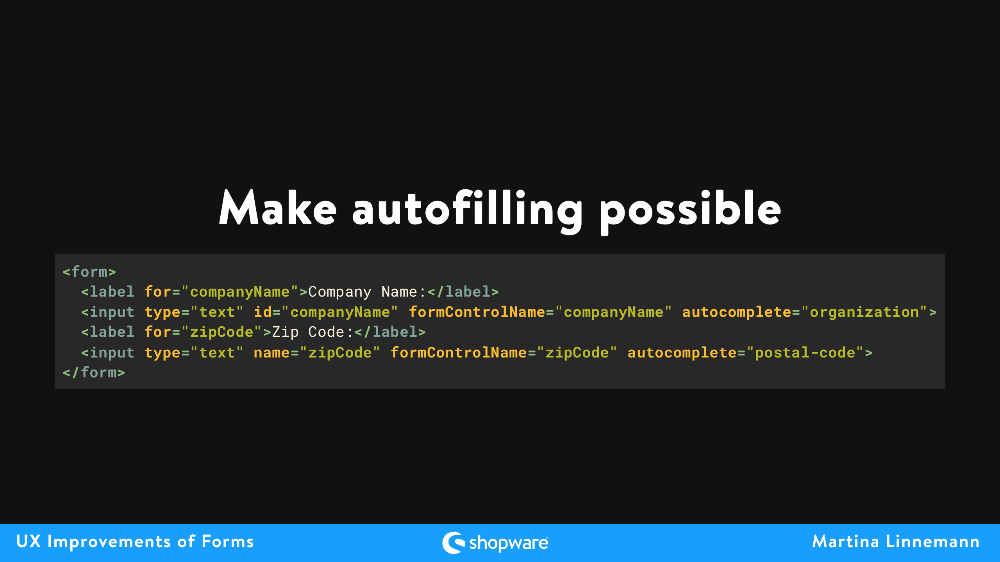 Make autofilling possible
<form>
  <label for="companyName">Company Name:</label>
  <input type="text" id="companyName" formControlName="companyName" autocomplete="organization">
  <label for="zipCode">Zip Code:</label>
  <input type="text" name="zipCode" formControlName="zipCode" autocomplete="postal-code">
</form>
UX Improvements of Forms
shopware®
Martina Linnemann